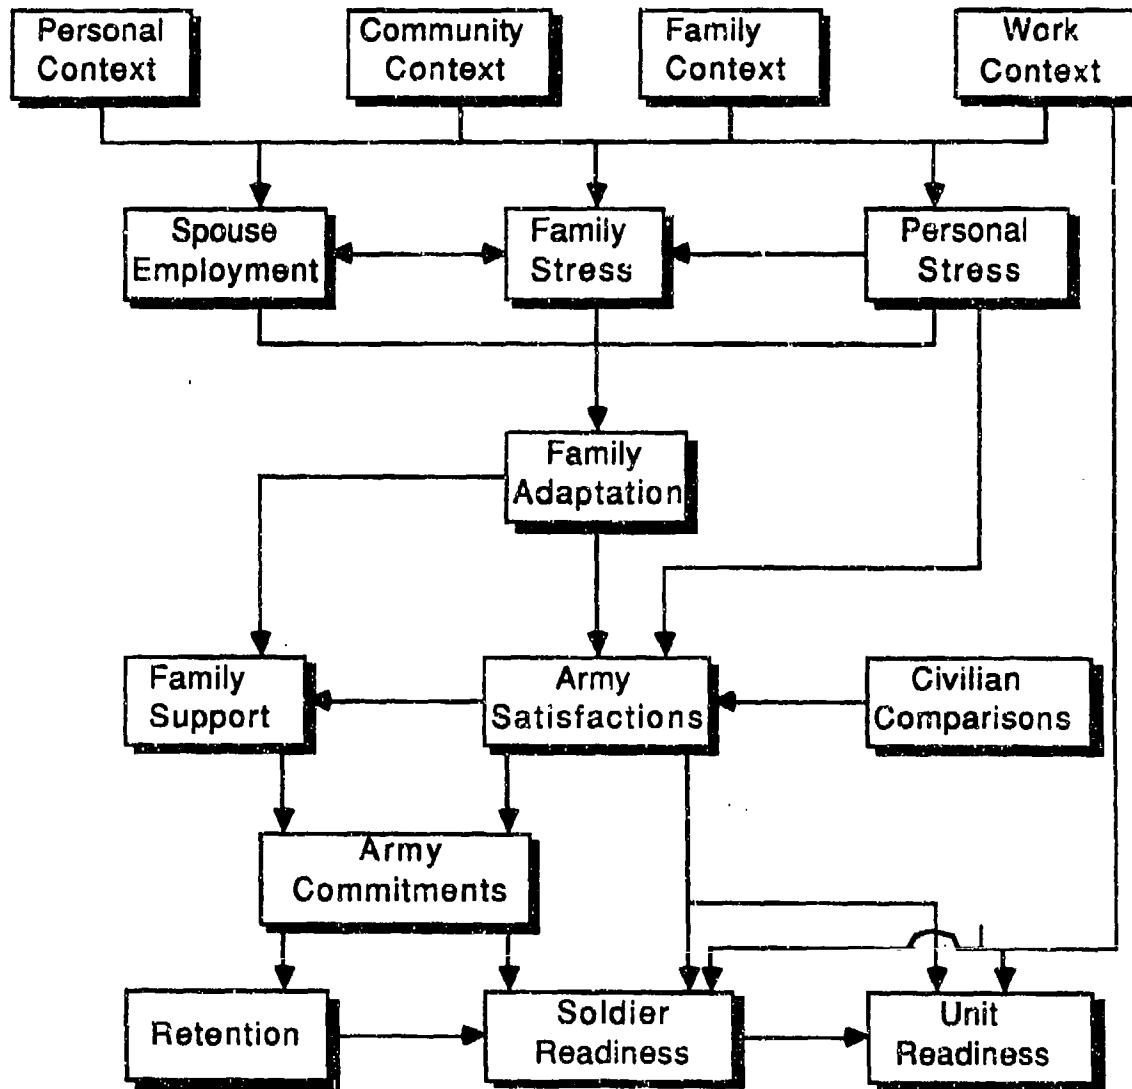 Personal
Context
Community
Context
Family
Context
Work
Context
Spouse
Employment
Family
Stress
Personal
Stress
Family
Adaptation
Family
Support
Army
Satisfactions
Civilian
Comparisons
Army
Commitments
Retention
Soldier
Readiness
Unit
Readiness